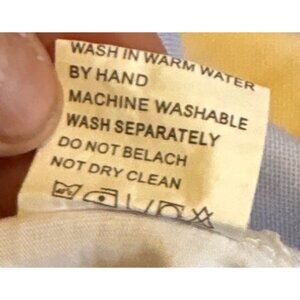 WASH IN WARM WATER
BY HAND
MACHINE WASHABLE
WASH SEPARATELY
DO NOT BELACH
NOT DRY CLEAN